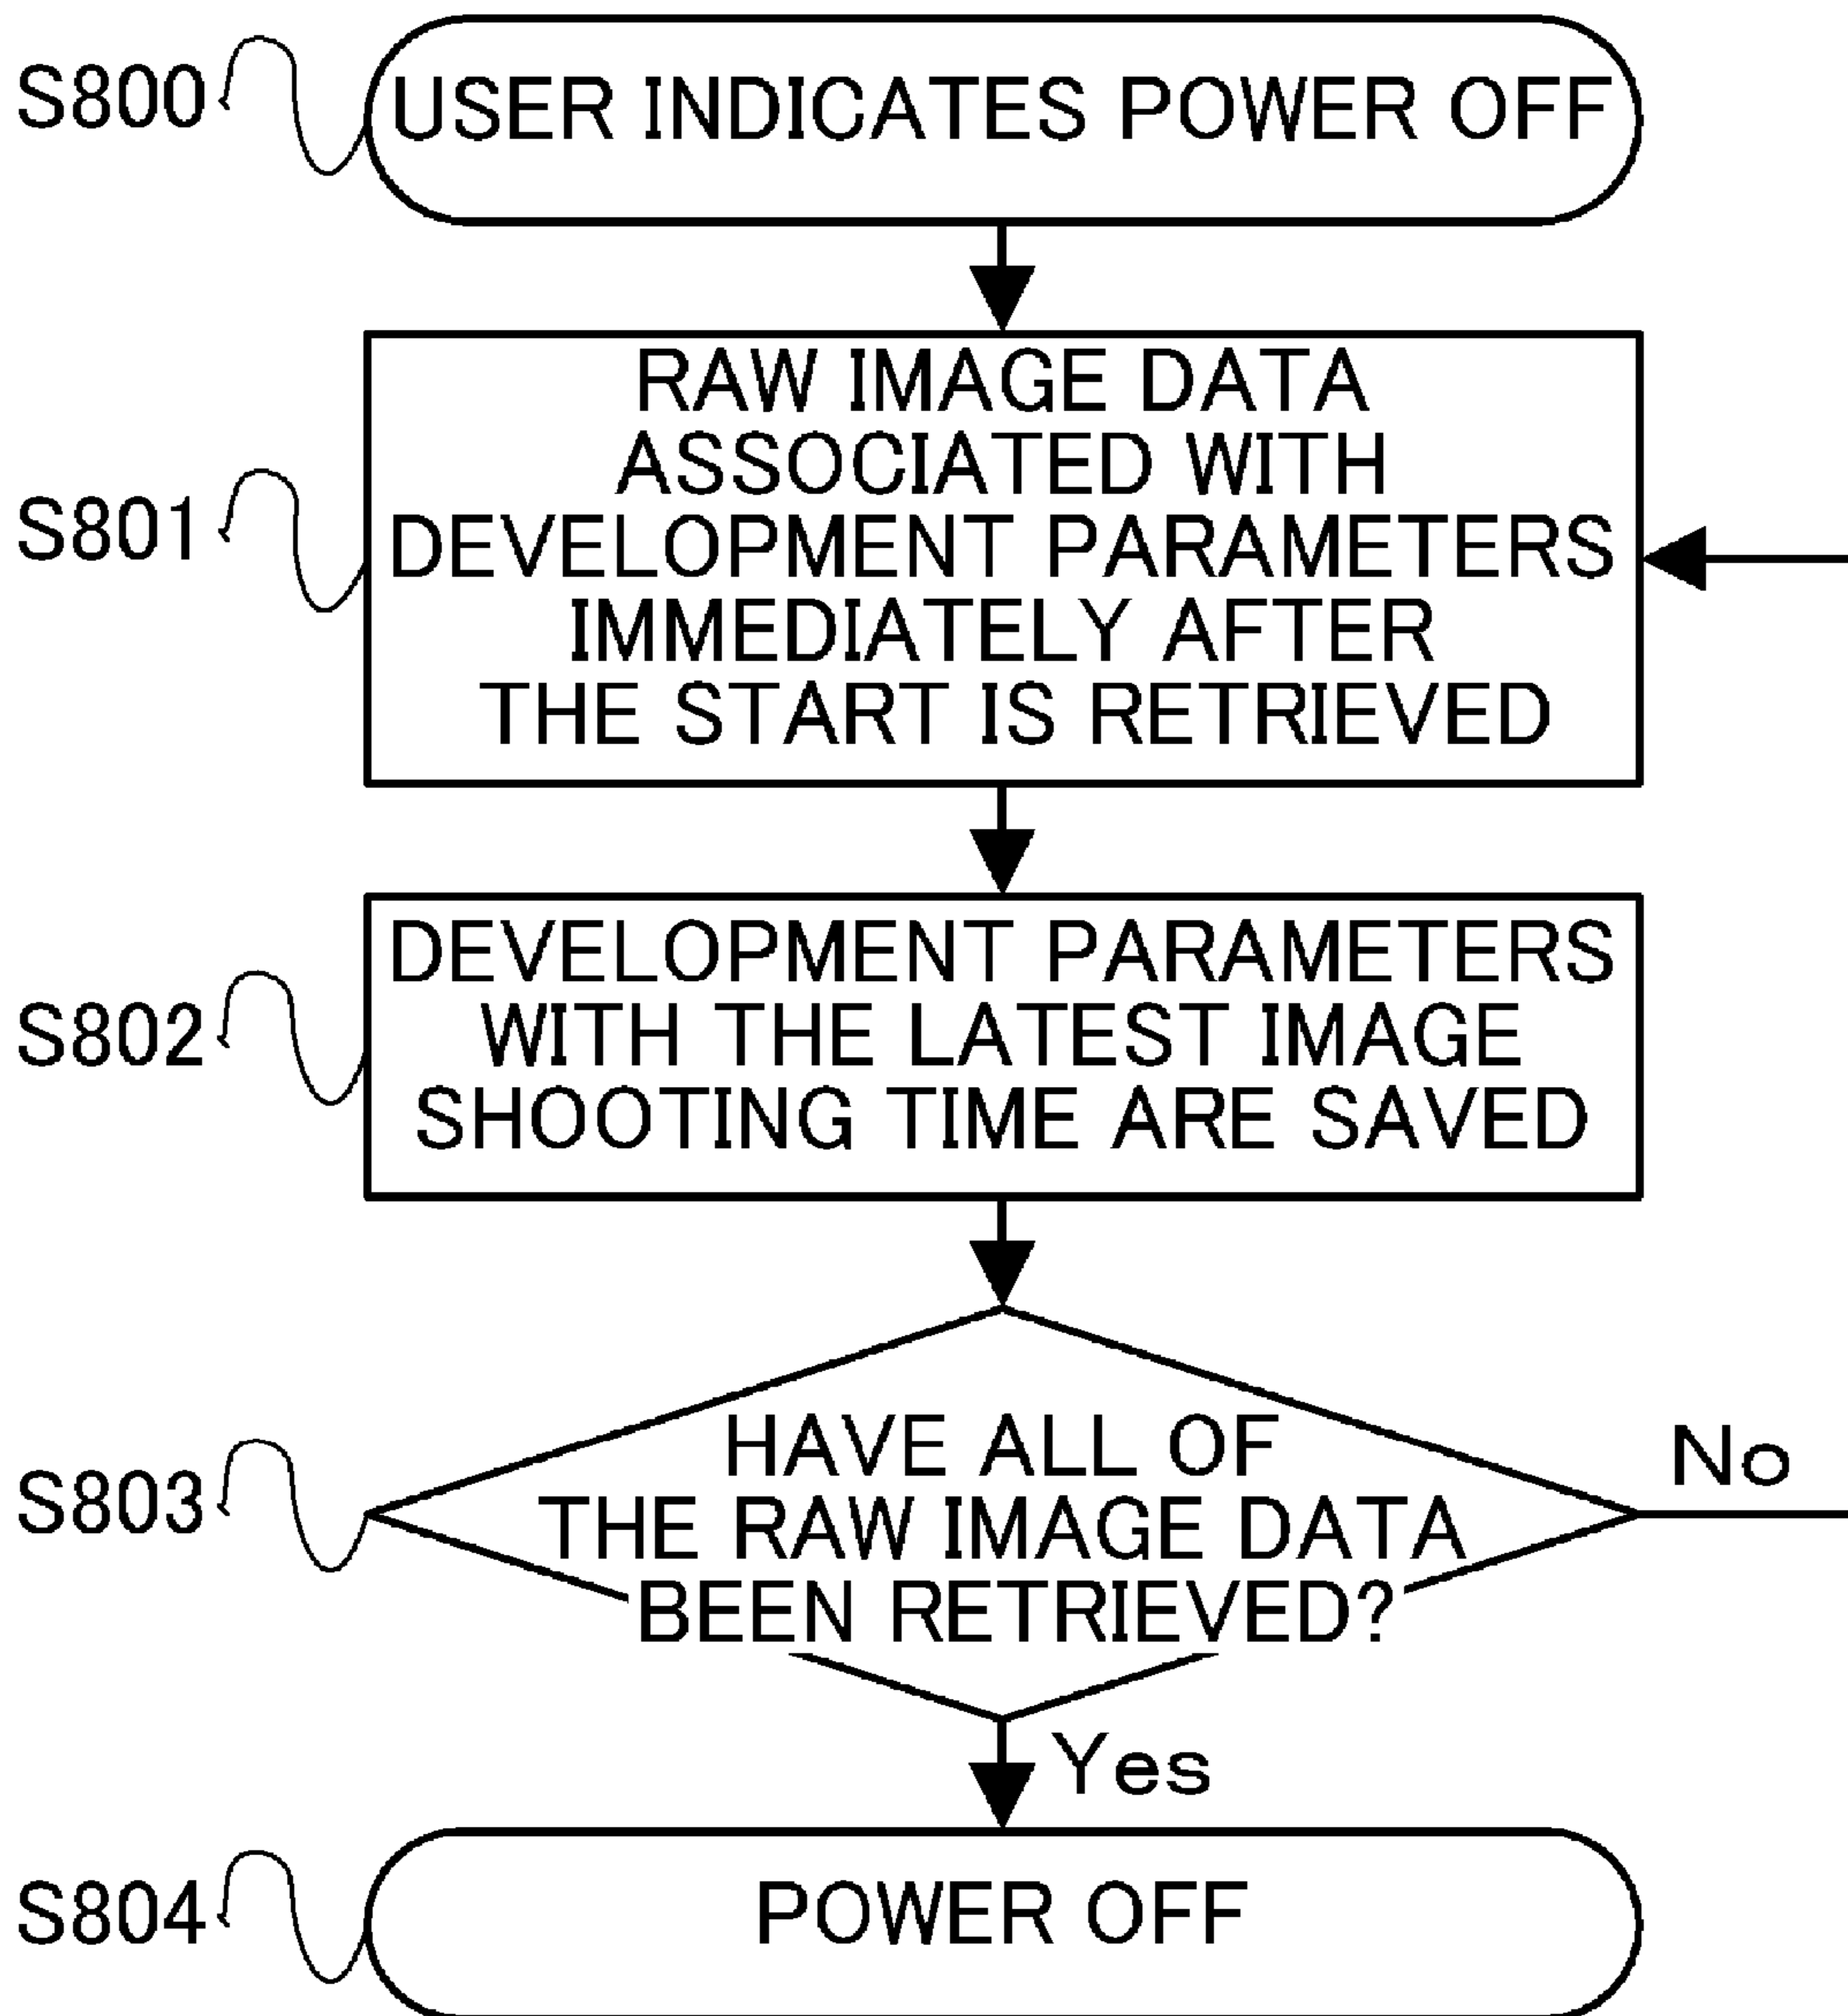 S800
USER INDICATES POWER OFF
S801
RAW IMAGE DATA
ASSOCIATED WITH
DEVELOPMENT PARAMETERS
IMMEDIATELY AFTER
THE START IS RETRIEVED
S802
DEVELOPMENT PARAMETERS
WITH THE LATEST IMAGE
SHOOTING TIME ARE SAVED
S803
HAVE ALL OF
THE RAW IMAGE DATA
BEEN RETRIEVED?
No
Yes
S804
POWER OFF